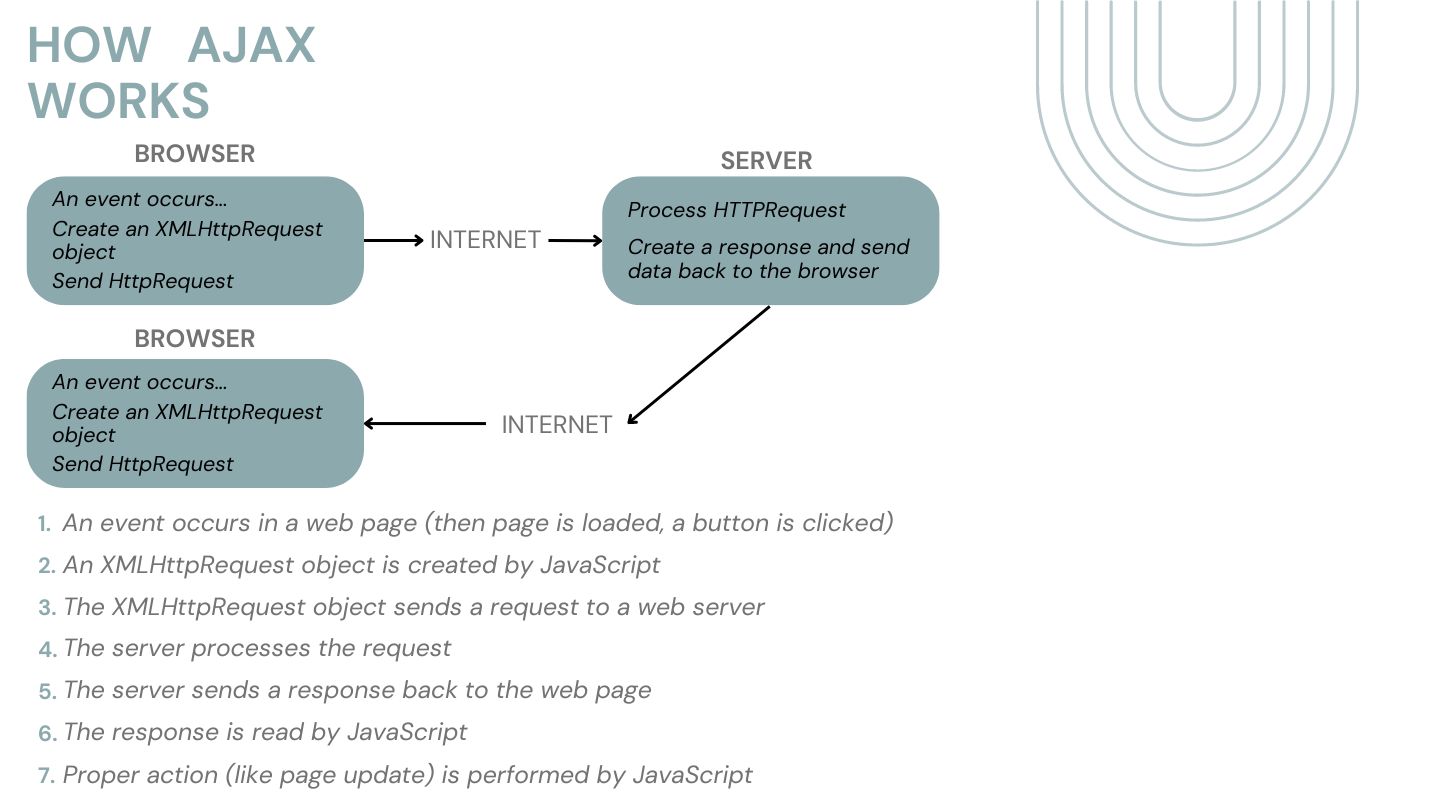 HOW AJAX
WORKS
BROWSER
An event occurs...
Create an XMLHttpRequest
object
Send HttpRequest
INTERNET
SERVER
Process HTTPRequest
Create a response and send
data back to the browser
BROWSER
An event occurs...
Create an XMLHttpRequest
object
Send HttpRequest
INTERNET
1. An event occurs in a web page (then page is loaded, a button is clicked)
2. An XMLHttpRequest object is created by JavaScript
3. The XMLHttpRequest object sends a request to a web server
4. The server processes the request
5. The server sends a response back to the web page
6. The response is read by JavaScript
7. Proper action (like page update) is performed by JavaScript